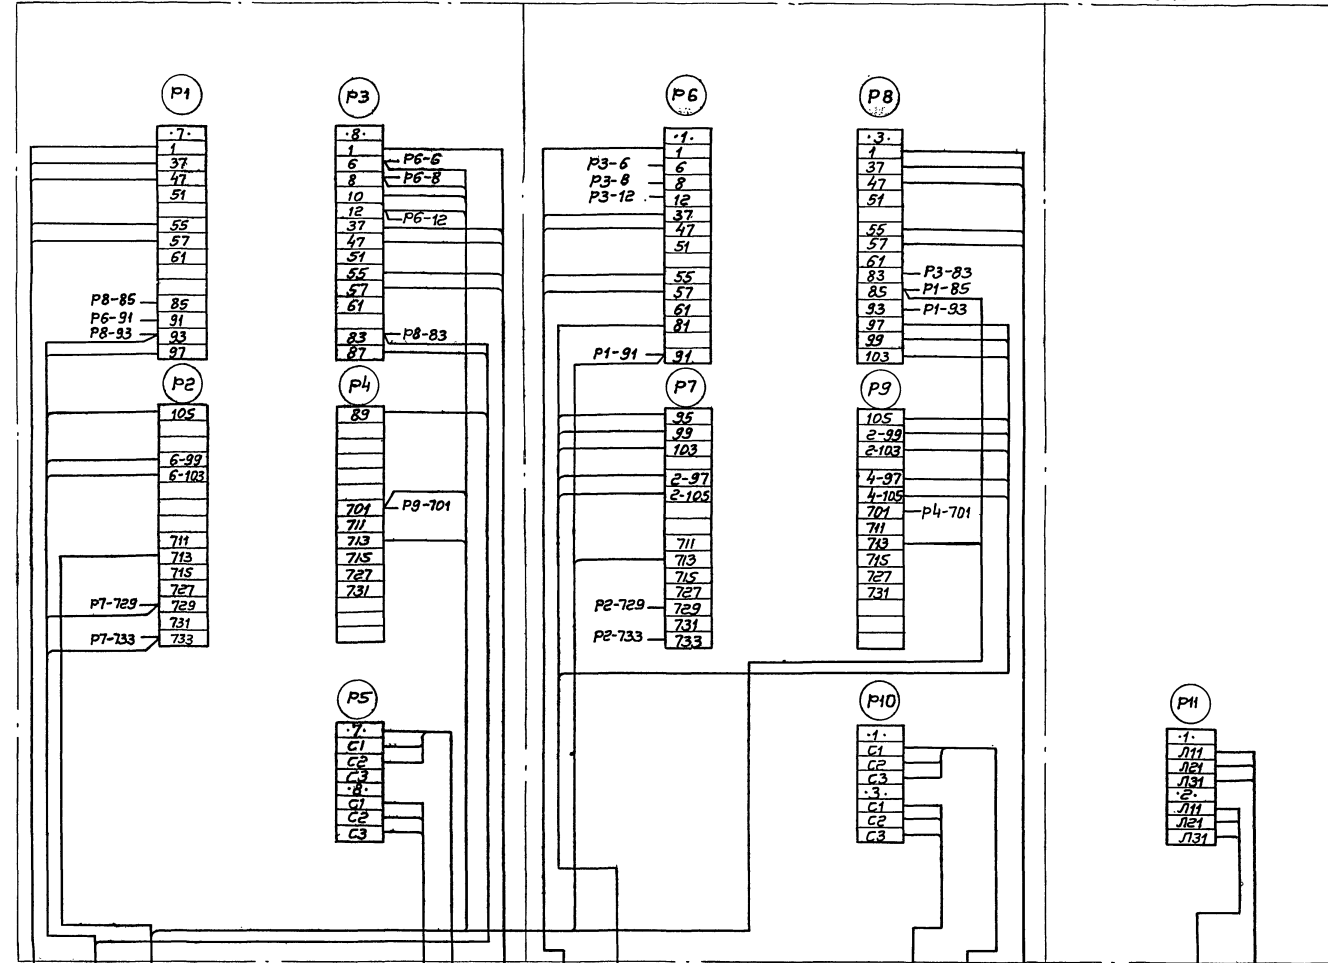 Р1
·7·
1
37
47
51
55
57
61
Р8-85
85
Р6-91
91
Р8-93
93
97
Р2
105
6-99
6-103
711
713
715
727
Р7-729
729
731
Р7-733
733
Р3
·8·
1
6
Р6-6
8
Р6-8
10
12
Р6-12
37
47
51
55
57
61
83
Р8-83
87
Р4
89
701
Р9-701
711
713
715
727
731
Р5
·7·
С1
С2
С3
·8·
С1
С2
С3
Р6
·1·
1
Р3-6
6
Р3-8
8
Р3-12
12
37
47
51
55
57
61
81
Р1-91
91
Р7
95
99
103
2-97
2-105
711
713
715
727
Р2-729
729
731
Р2-733
733
Р8
·3·
1
37
47
51
55
57
61
83
Р3-83
85
Р1-85
93
Р1-93
97
99
103
Р9
105
2-99
2-103
4-97
4-105
701
Р4-701
711
713
715
727
731
Р10
·1·
С1
С2
С3
·3·
С1
С2
С3
Р11
·1·
Л11
Л21
Л31
·2·
Л11
Л21
Л31